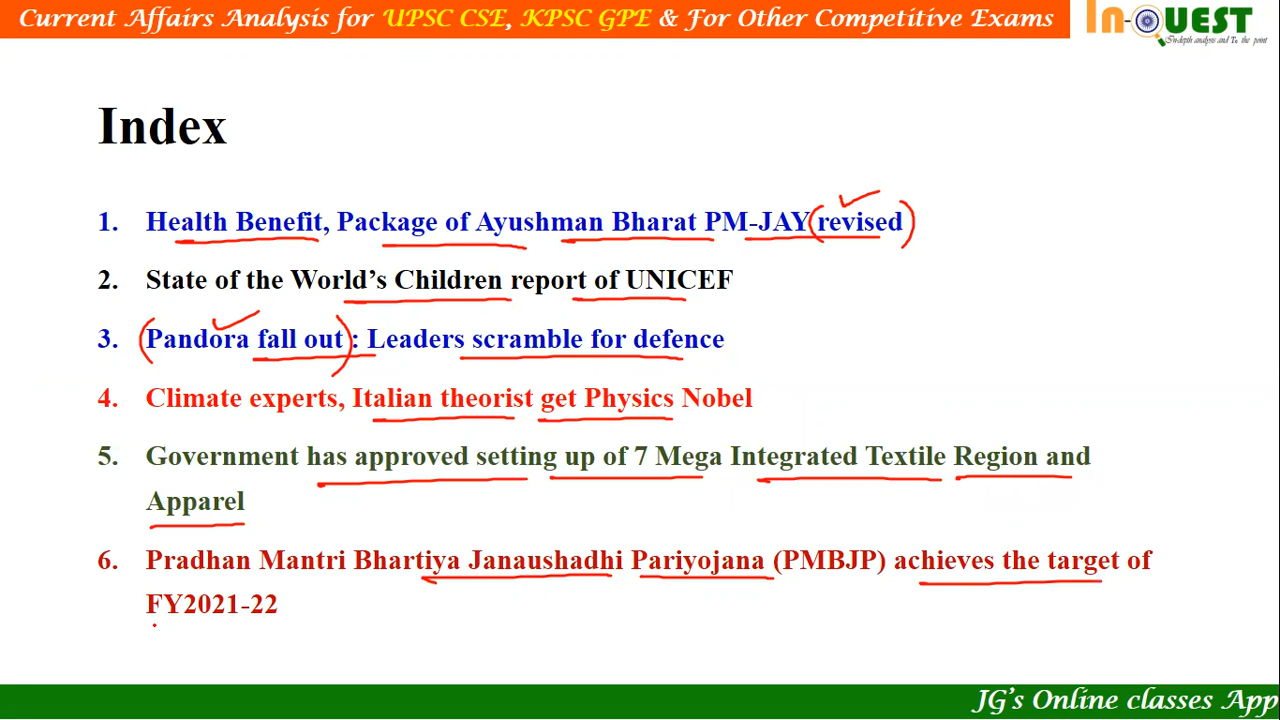 Current Affairs Analysis for UPSC CSE, KPSC GPE & For Other Competitive Exams
In-QUEST
In-depth analysis and To the point
Index
1. Health Benefit, Package of Ayushman Bharat PM-JAY (revised)
2. State of the World's Children report of UNICEF
3. Pandora fall out : Leaders scramble for defence
4. Climate experts, Italian theorist get Physics Nobel
5. Government has approved setting up of 7 Mega Integrated Textile Region and
Apparel
6. Pradhan Mantri Bhartiya Janaushadhi Pariyojana (PMBJP) achieves the target of
FY2021-22
JG's Online classes App